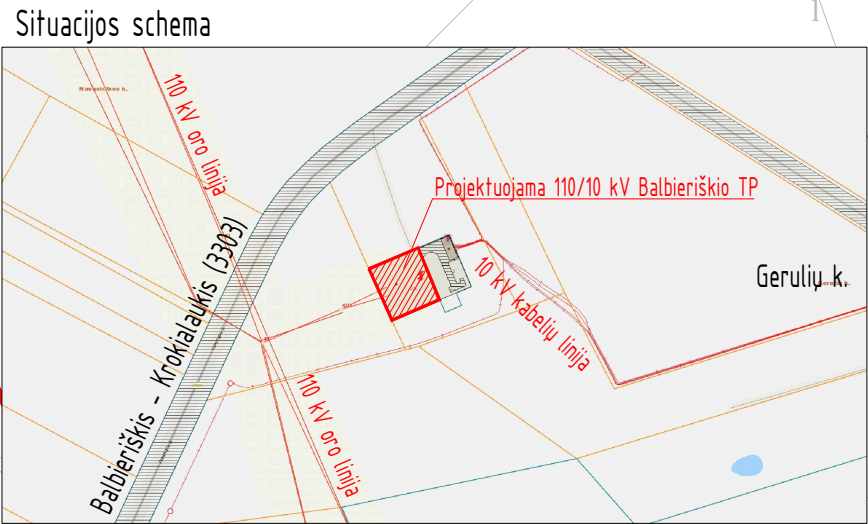 Situacijos schema
1
110 kV oro linija
Projektuojama 110/10 kV Balbieriškio TP
Balbieriškis - Krokialaukis (3303)
10 kV kabelių linija
Gerulių k.
110 kV oro linija